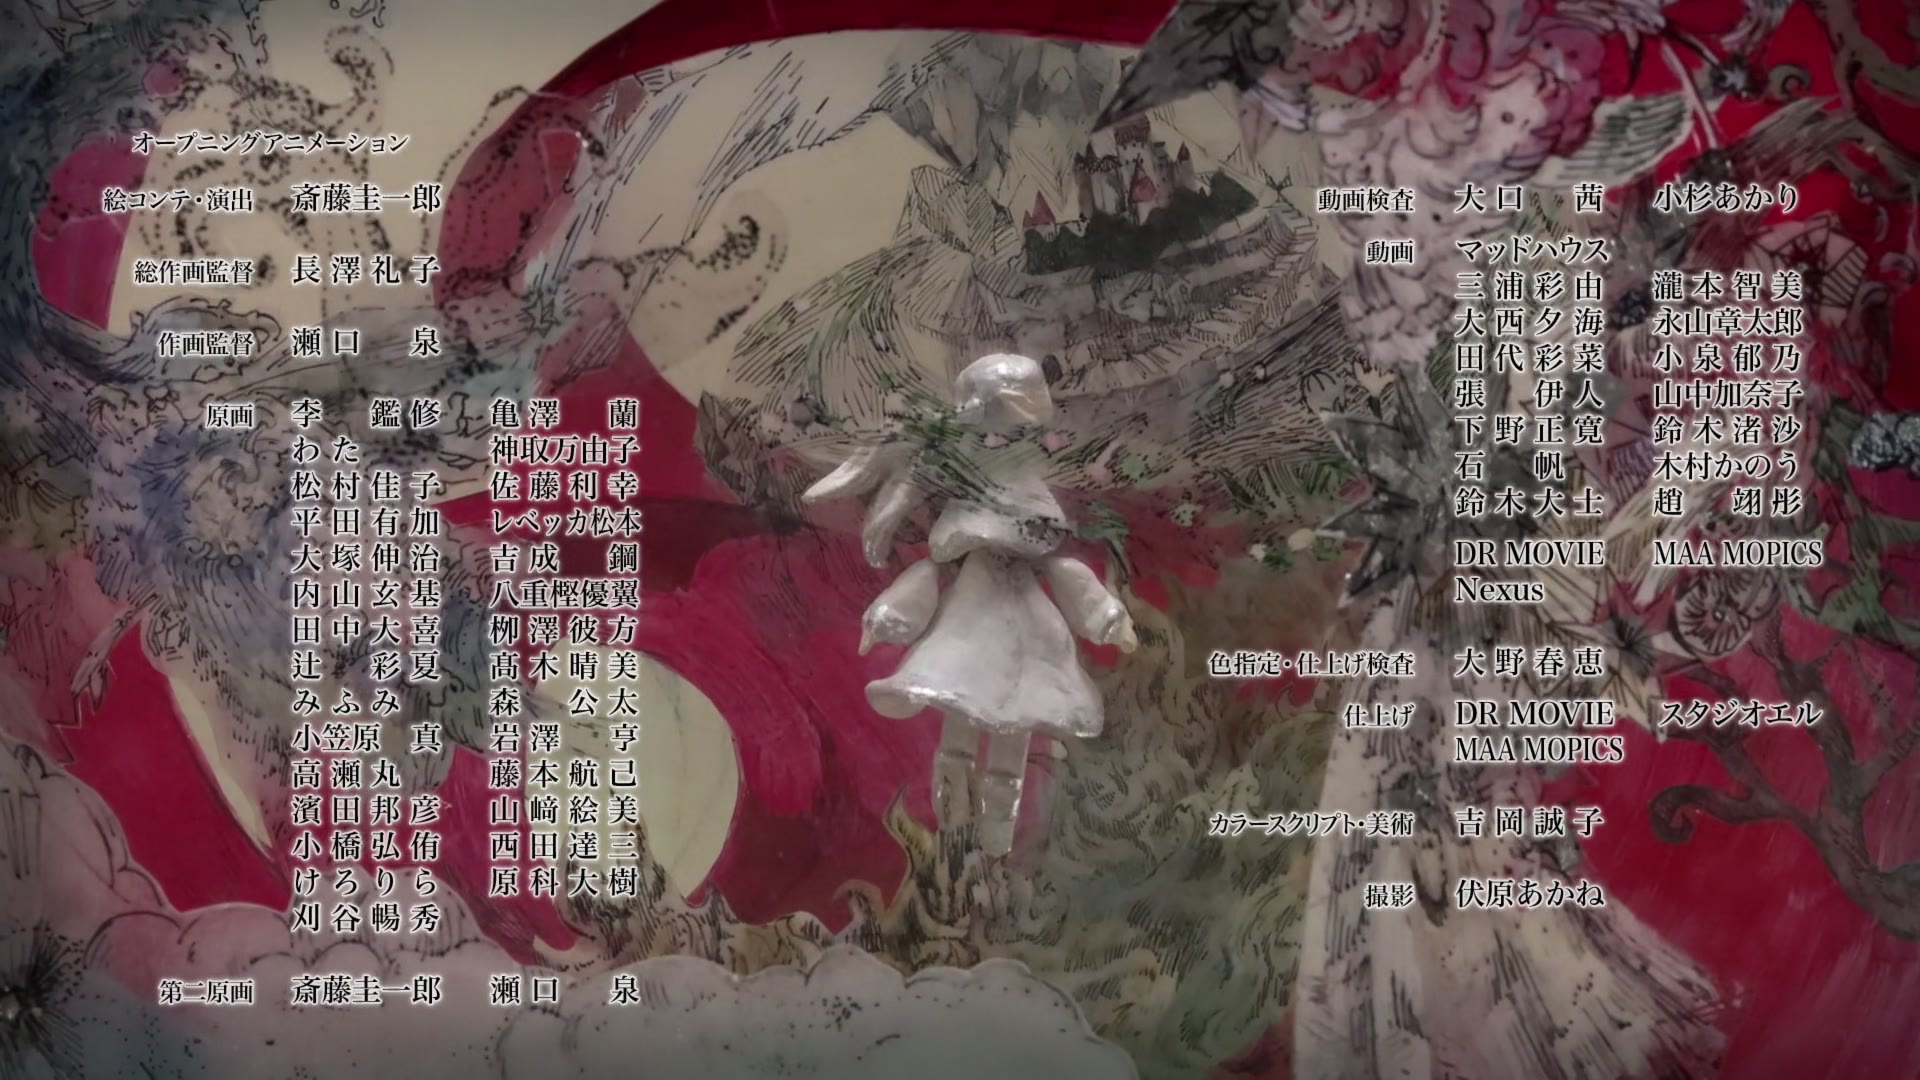 オープニングアニメーション
絵コンテ・演出 斎藤圭一郎
総作画監督 長澤礼子
作画監督 瀬口 泉
原画 李 鑑修 亀澤 蘭
わた 神取万由子
松村佳子 佐藤利幸
平田有加 レベッカ松本
大塚伸治 吉成 鋼
内山玄基 八重樫優翼
田中大喜 栁澤彼方
辻 彩夏 髙木晴美
みふみ 森 公太
小笠原 真 岩澤 亨
高瀬丸 藤本航己
濱田邦彦 山﨑絵美
小橋弘侑 西田達三
けろりら 原科大樹
刈谷暢秀
第二原画 斎藤圭一郎 瀬口 泉
動画検査 大口 茜 小杉あかり
動画 マッドハウス
三浦彩由 瀧本智美
大西夕海 永山章太郎
田代彩菜 小泉郁乃
張 伊人 山中加奈子
下野正寛 鈴木渚沙
石 帆 木村かのう
鈴木大士 趙 翊彤
DR MOVIE MAA MOPICS
Nexus
色指定・仕上げ検査 大野春恵
仕上げ DR MOVIE スタジオエル
MAA MOPICS
カラースクリプト・美術 吉岡誠子
撮影 伏原あかね